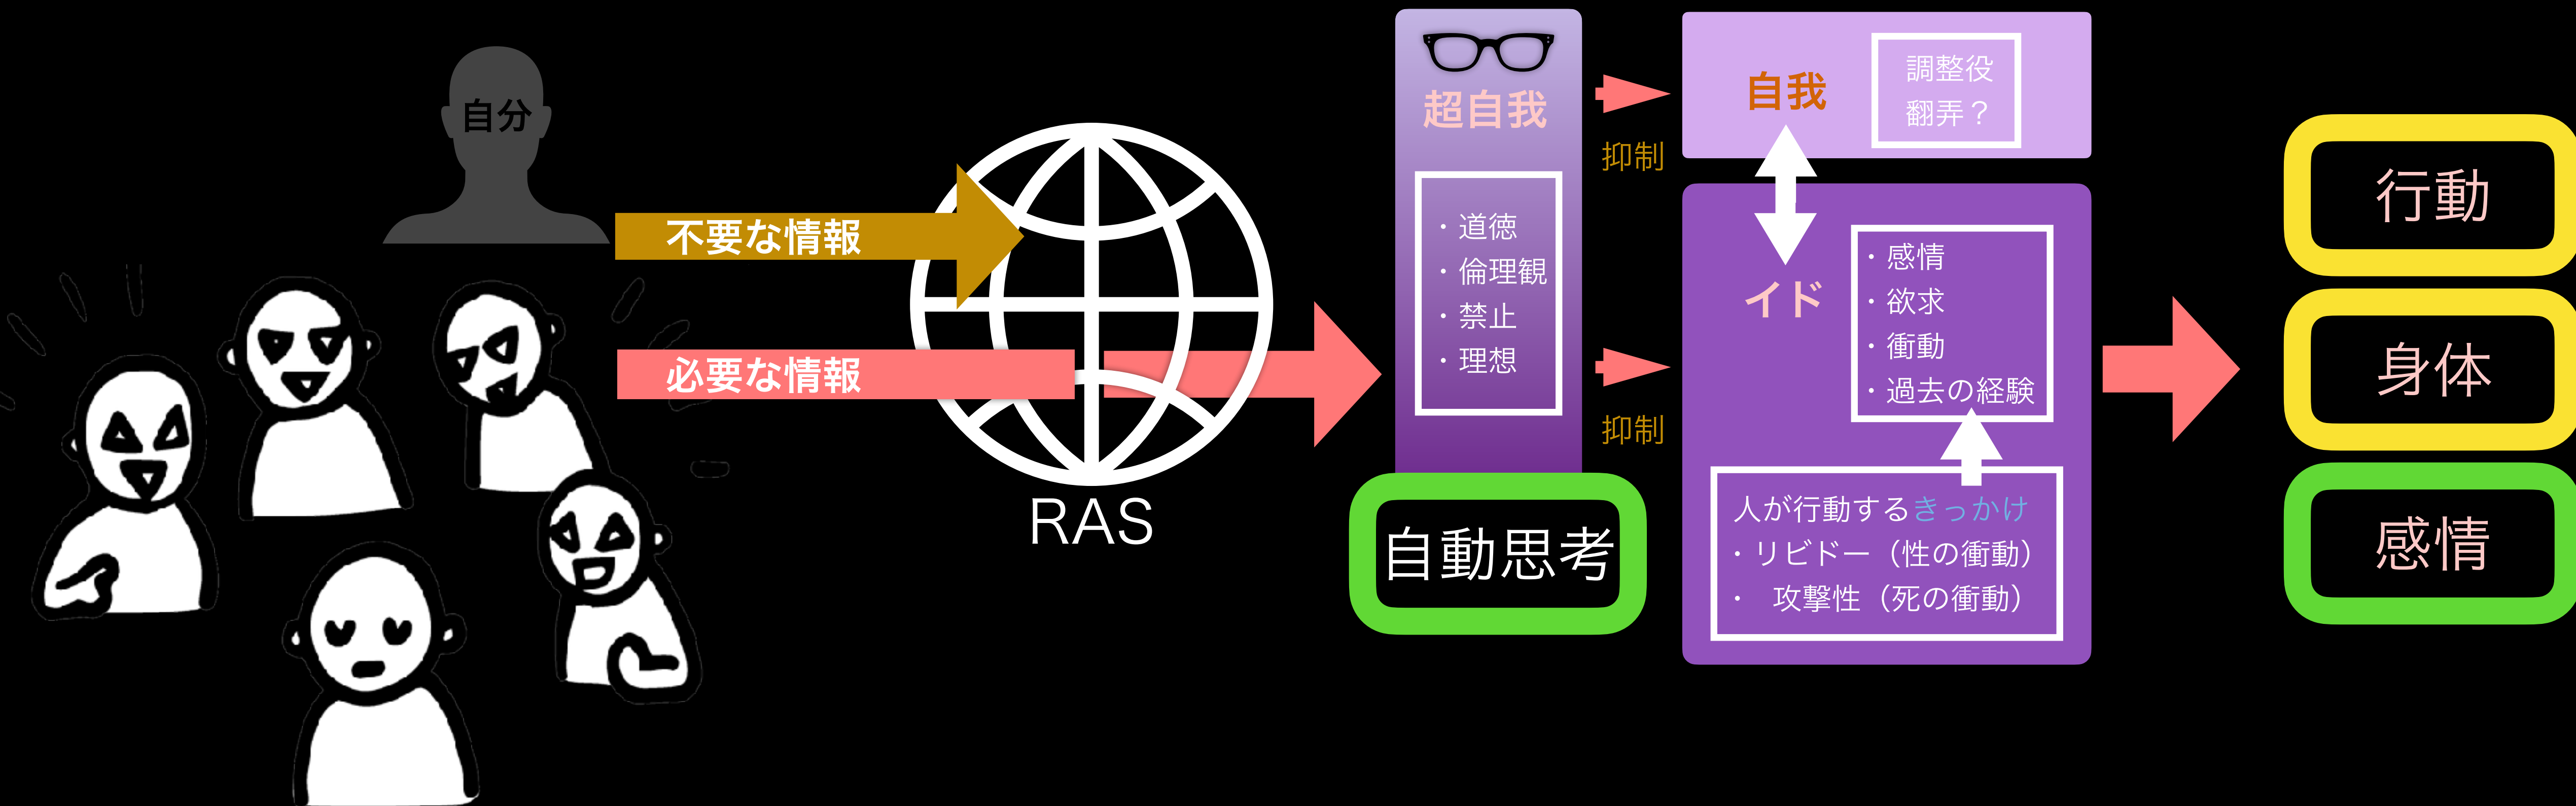 自分
不要な情報
必要な情報
RAS
超自我
・道徳
・倫理観
・禁止
・理想
自動思考
抑制
抑制
自我
調整役
翻弄？
イド
・感情
・欲求
・衝動
・過去の経験
人が行動するきっかけ
・リビドー（性の衝動）
・ 攻撃性（死の衝動）
行動
身体
感情